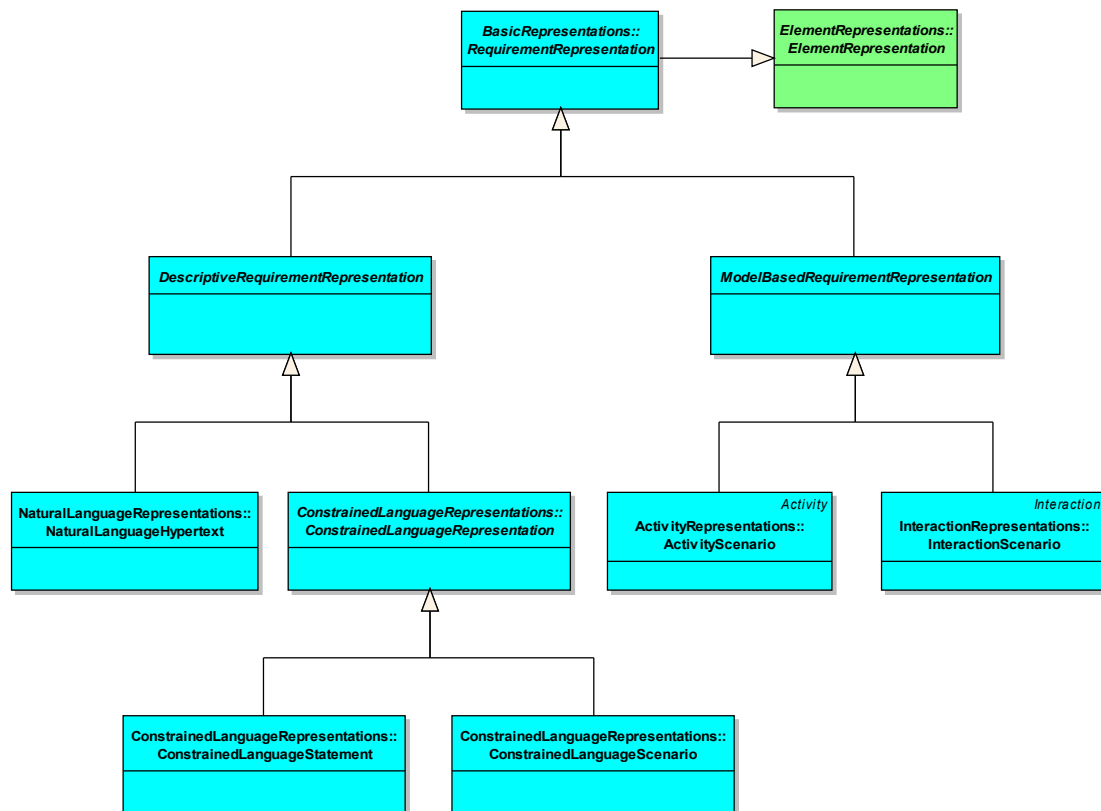 BasicRepresentations::
RequirementRepresentation
ElementRepresentations::
ElementRepresentation
DescriptiveRequirementRepresentation
ModelBasedRequirementRepresentation
NaturalLanguageRepresentations::
NaturalLanguageHypertext
ConstrainedLanguageRepresentations::
ConstrainedLanguageRepresentation
Activity
ActivityRepresentations::
ActivityScenario
Interaction
InteractionRepresentations::
InteractionScenario
ConstrainedLanguageRepresentations::
ConstrainedLanguageStatement
ConstrainedLanguageRepresentations::
ConstrainedLanguageScenario